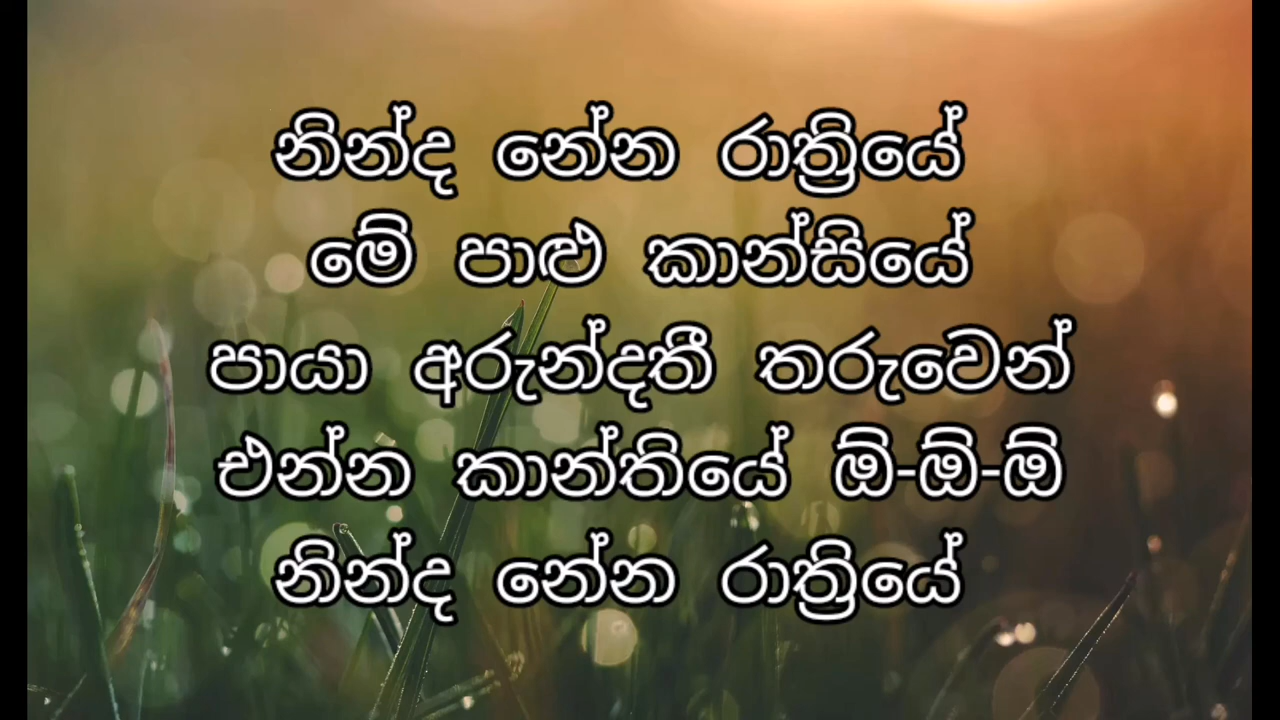 නින්ද නේන රාත්‍රියේ
මේ පාළු කාන්සියේ
පායා අරුන්දතී තරුවෙන්
එන්න කාන්තියේ ඕ-ඕ-ඕ
නින්ද නේන රාත්‍රියේ